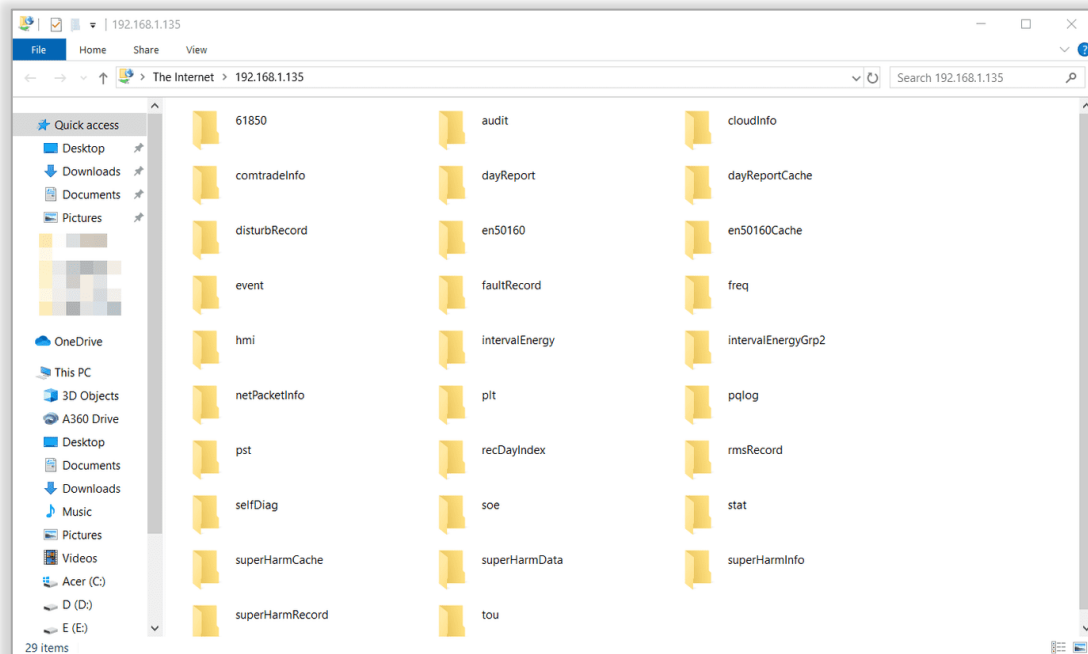 192.168.1.135
File Home Share View
The Internet > 192.168.1.135
Search 192.168.1.135
Quick access
Desktop
Downloads
Documents
Pictures
OneDrive
This PC
3D Objects
A360 Drive
Desktop
Documents
Downloads
Music
Pictures
Videos
Acer (C:)
D (D:)
E (E:)
61850 audit cloudInfo
comtradeInfo dayReport dayReportCache
disturbRecord en50160 en50160Cache
event faultRecord freq
hmi intervalEnergy intervalEnergyGrp2
netPacketInfo plt pqlog
pst recDayIndex rmsRecord
selfDiag soe stat
superHarmCache superHarmData superHarmInfo
superHarmRecord tou
29 items